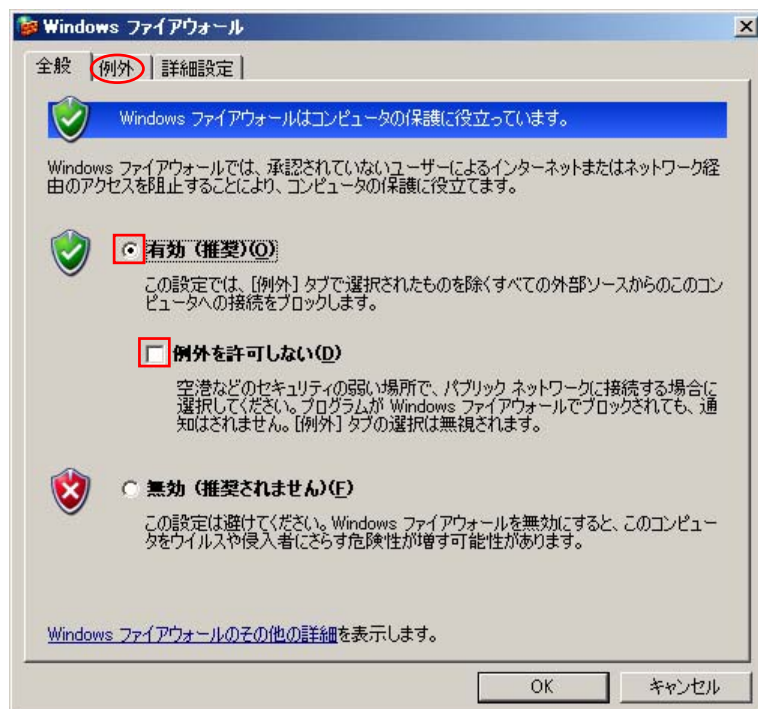 Windows ファイアウォール
全般
例外
詳細設定
Windows ファイアウォールはコンピュータの保護に役立っています。
Windows ファイアウォールでは、承認されていないユーザーによるインターネットまたはネットワーク経
由のアクセスを阻止することにより、コンピュータの保護に役立てます。
有効 (推奨)(O)
この設定では、[例外] タブで選択されたものを除くすべての外部ソースからのこのコン
ピュータへの接続をブロックします。
例外を許可しない(D)
空港などのセキュリティの弱い場所で、パブリック ネットワークに接続する場合に
選択してください。プログラムが Windows ファイアウォールでブロックされても、通
知はされません。[例外] タブの選択は無視されます。
無効 (推奨されません)(F)
この設定は避けてください。Windows ファイアウォールを無効にすると、このコンピュー
タをウイルスや侵入者にさらす危険性が増す可能性があります。
Windows ファイアウォールのその他の詳細を表示します。
OK
キャンセル